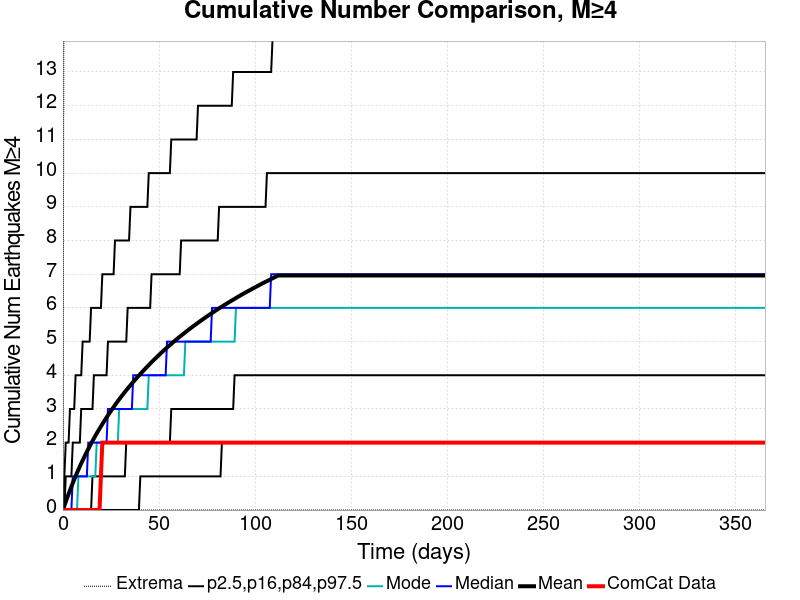 Cumulative Number Comparison, M≥4
Cumulative Num Earthquakes M≥4
13
12
11
10
9
8
7
6
5
4
3
2
1
0
0 50 100 150 200 250 300 350
Time (days)
Extrema p2.5,p16,p84,p97.5 Mode Median Mean ComCat Data